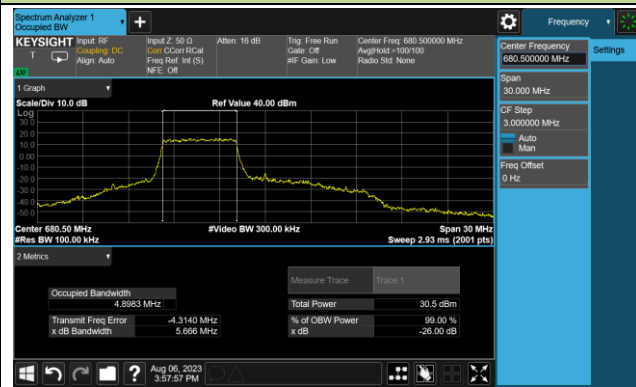 Spectrum Analyzer 1
Occupied BW
Frequency
KEYSIGHT
Input: RF
Coupling: DC
Align: Auto
Input Z: 50 Ω
Corr CCorr RCal
Freq Ref: Int (S)
NFE: Off
Atten: 16 dB
Trig: Free Run
Gate: Off
#IF Gain: Low
Center Freq: 680.500000 MHz
Avg|Hold:>100/100
Radio Std: None
T
LW
Center Frequency
680.500000 MHz
Settings
Span
30.000 MHz
CF Step
3.000000 MHz
Auto
Man
Freq Offset
0 Hz
1 Graph
Scale/Div 10.0 dB
Ref Value 40.00 dBm
Log
30.0
20.0
10.0
0.00
-10.0
-20.0
-30.0
-40.0
-50.0
Center 680.50 MHz
#Video BW 300.00 kHz
Span 30 MHz
#Res BW 100.00 kHz
Sweep 2.93 ms (2001 pts)
2 Metrics
Measure Trace
Trace 1
Occupied Bandwidth
4.8983 MHz
Total Power
30.5 dBm
Transmit Freq Error
-4.3140 MHz
% of OBW Power
99.00 %
x dB Bandwidth
5.666 MHz
x dB
-26.00 dB
?
Aug 06, 2023
3:57:57 PM